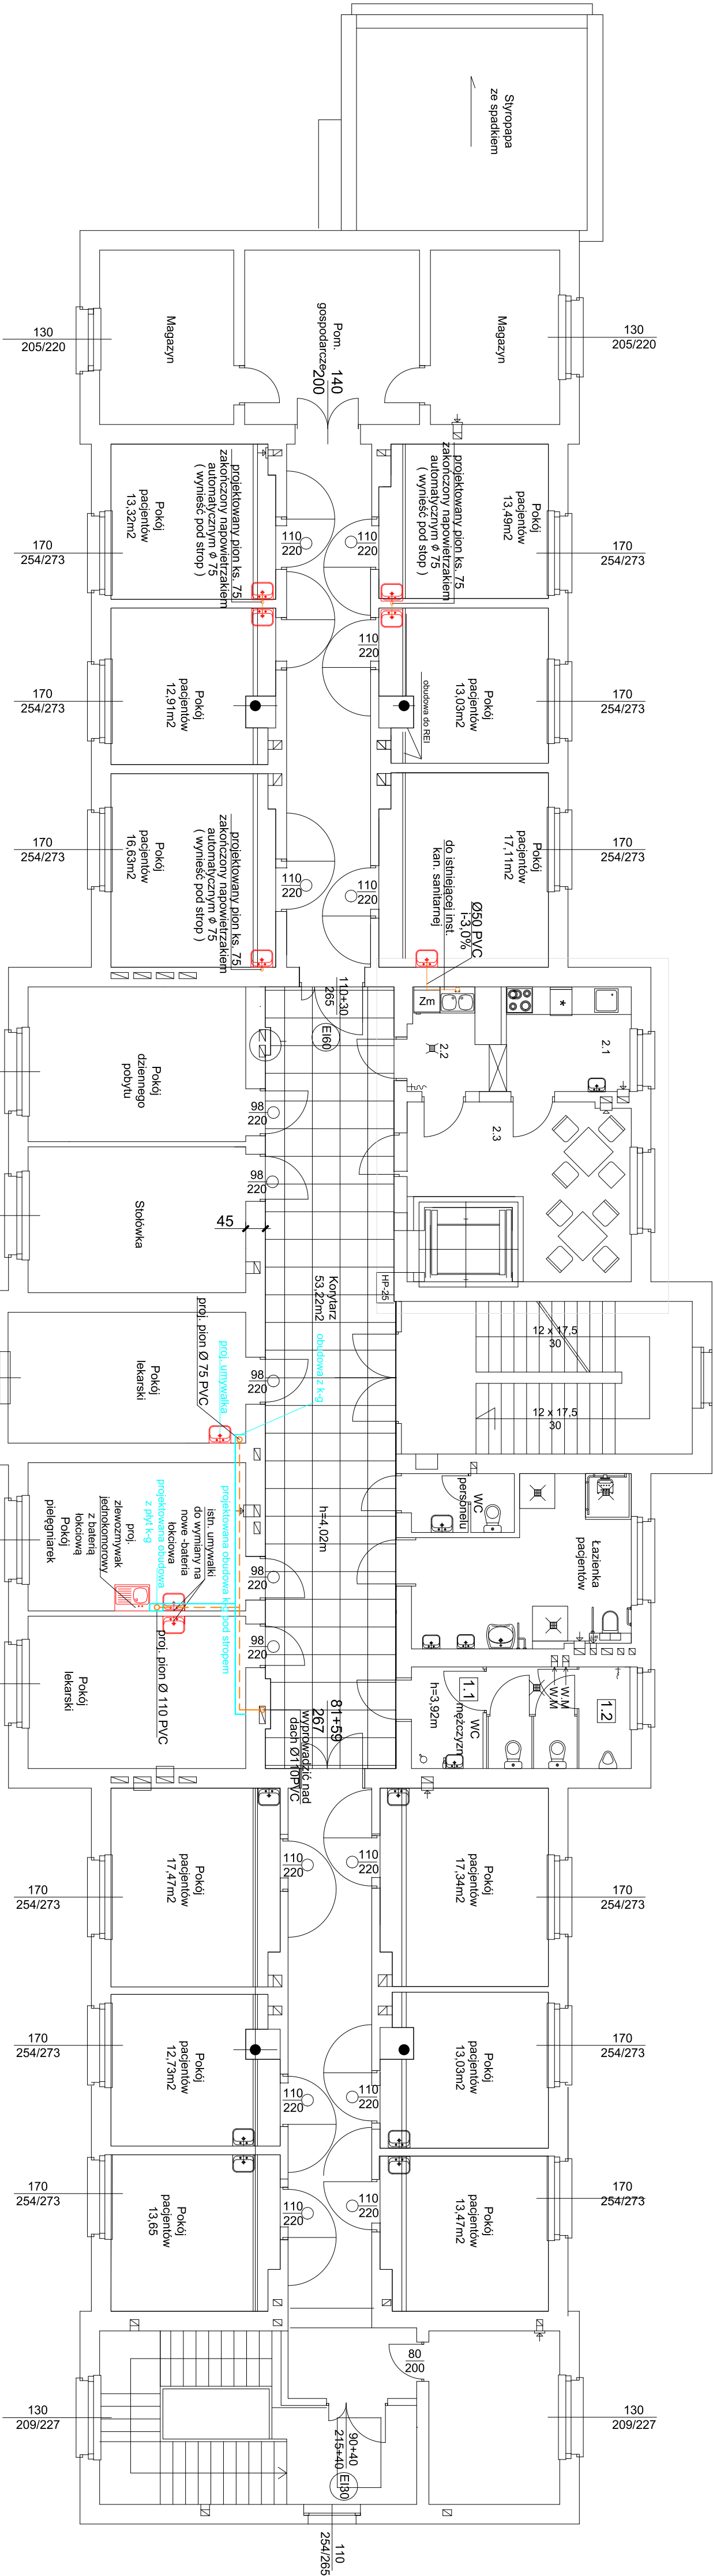 Styropapa
ze spadkiem
130
205/220
130
205/220
Magazyn
Pom.
gospodarcze
Magazyn
140
200
projektowany pion ks. 75
zakończony napowietrzakiem
automatycznym ϕ 75
( wynieść pod strop )
projektowany pion ks. 75
zakończony napowietrzakiem
automatycznym ϕ 75
( wynieść pod stop )
Pokój
pacjentów
13,32m2
Pokój
pacjentów
13,49m2
170
254/273
110
220
110
220
170
254/273
110
220
Pokój
pacjentów
12,91m2
Pokój
pacjentów
13,03m2
170
254/273
170
254/273
obudowa do REI
Pokój
pacjentów
16,63m2
projektowany pion ks. 75
zakończony napowietrzakiem
automatycznym ϕ 75
( wynieść pod strop )
Pokój
pacjentów
17,11m2
170
254/273
110
220
110
220
170
254/273
do istniejącej inst.
kan. sanitarnej
Ø50 PVC
i-3,0%
110+30
265
EI60
Zm
2.2
2.1
2.3
Pokój
dziennego
pobytu
98
220
Stołówka
98
220
45
Korytarz
53,22m2
HP-25
12 x 17,5
30
12 x 17,5
30
obudowa z k-g
Pokój
lekarski
proj. pion Ø 75 PVC
proj. umywalka
98
220
h=4,02m
WC
personelu
Łazienka
pacjentów
Pokój
pielęgniarek
proj.
zlewozmywak
jednokomorowy
z baterią
łokciową
projektowana obudowa
z płyt k-g
istn. umywalki
do wymiany na
nowe -bateria
łokciowa
projektowana obudowa k-g pod stropem
98
220
98
220
Pokój
lekarski
proj. pion Ø 110 PVC
81+59
267
wyprowadzić nad
dach Ø110PVC
h=3,92m
1.1
WC
mężczyzn
W.M
W.M
1.2
Pokój
pacjentów
17,47m2
Pokój
pacjentów
17,34m2
170
254/273
110
220
110
220
170
254/273
Pokój
pacjentów
12,73m2
Pokój
pacjentów
13,03m2
170
254/273
110
220
110
220
170
254/273
Pokój
pacjentów
13,65
Pokój
pacjentów
13,47m2
170
254/273
110
220
110
220
170
254/273
80
200
130
209/227
90+40
215+40
EI30
130
209/227
110
254/265